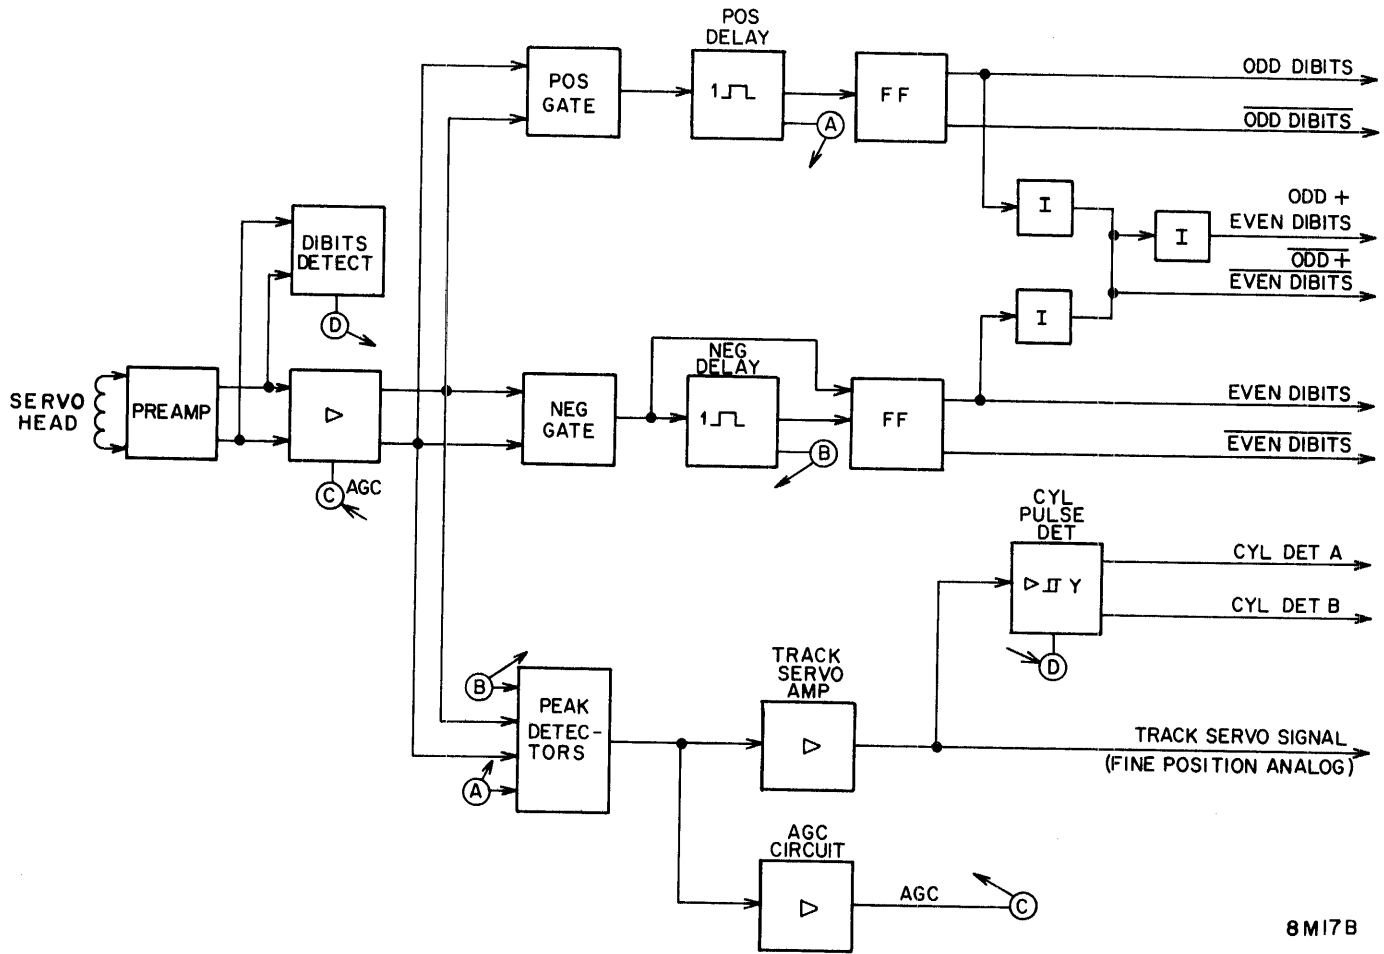 POS
DELAY
POS
GATE
1
A
FF
ODD DIBITS
ODD DIBITS
I
I
ODD +
EVEN DIBITS
ODD +
EVEN DIBITS
I
DIBITS
DETECT
D
SERVO
HEAD
PREAMP
C
AGC
NEG
GATE
NEG
DELAY
1
B
FF
EVEN DIBITS
EVEN DIBITS
CYL
PULSE
DET
Y
CYL DET A
CYL DET B
D
B
PEAK
DETEC-
TORS
A
TRACK
SERVO
AMP
TRACK SERVO SIGNAL
(FINE POSITION ANALOG)
AGC
CIRCUIT
AGC
C
8M17B